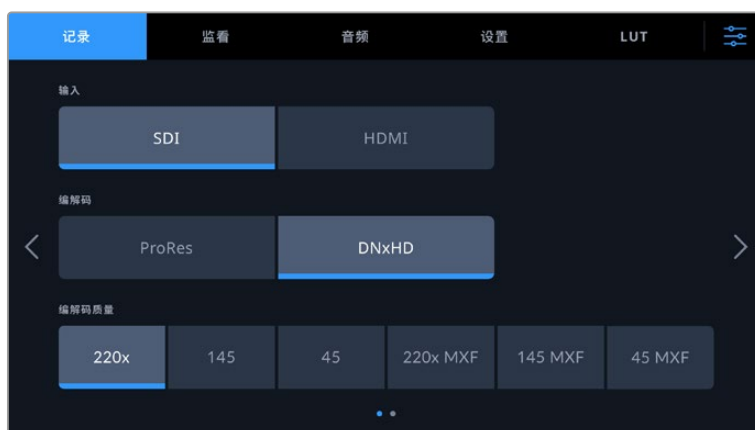 记录 监看 音频 设置 LUT
输入
SDI HDMI
编解码
ProRes DNxHD
编解码质量
220x 145 45 220x MXF 145 MXF 45 MXF